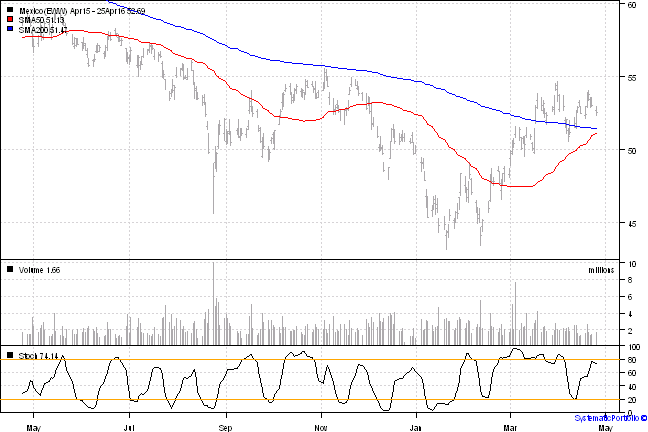 Mexico(EWW) Apr15 - 25Apr16 52.69
SMA50 51.13
SMA200 51.47
60
55
50
45
Volume 1.66
millions
10
8
6
4
2
Stoch 74.14
100
80
60
40
20
0
May
Jul
Sep
Nov
Jan
Mar
May
SystematicPortfolio ©